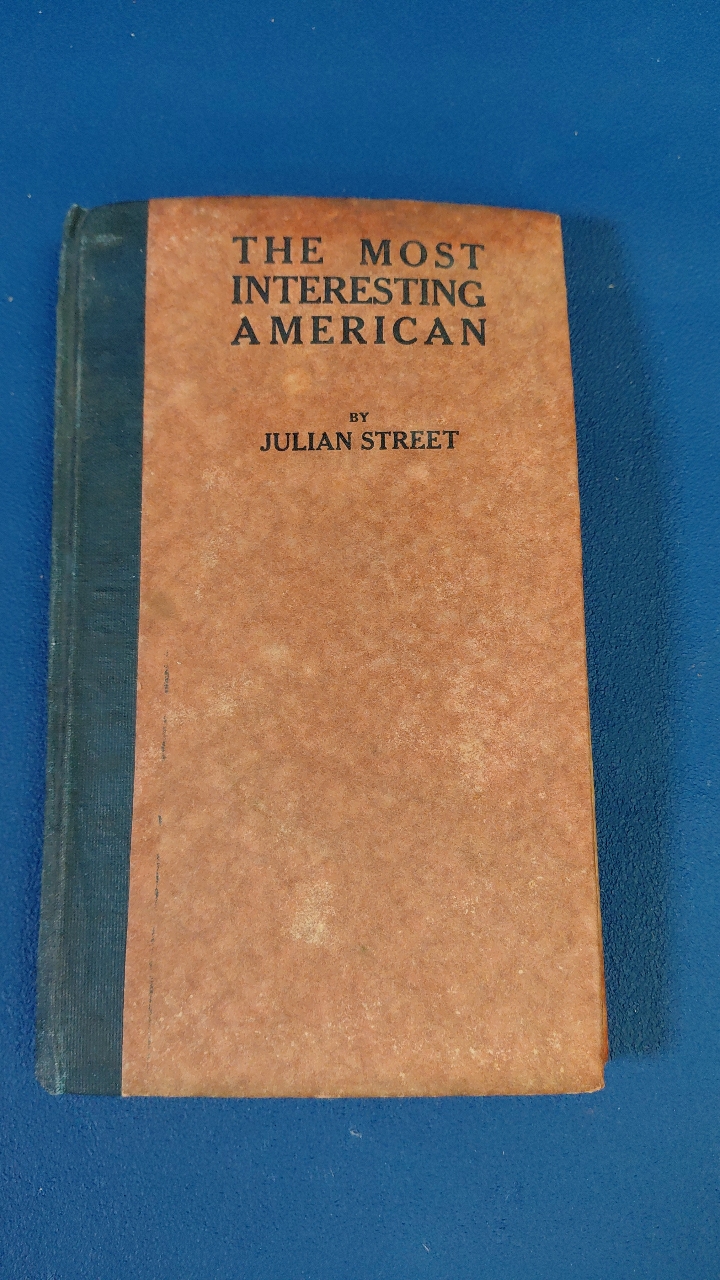 THE MOST
INTERESTING
AMERICAN
BY
JULIAN STREET